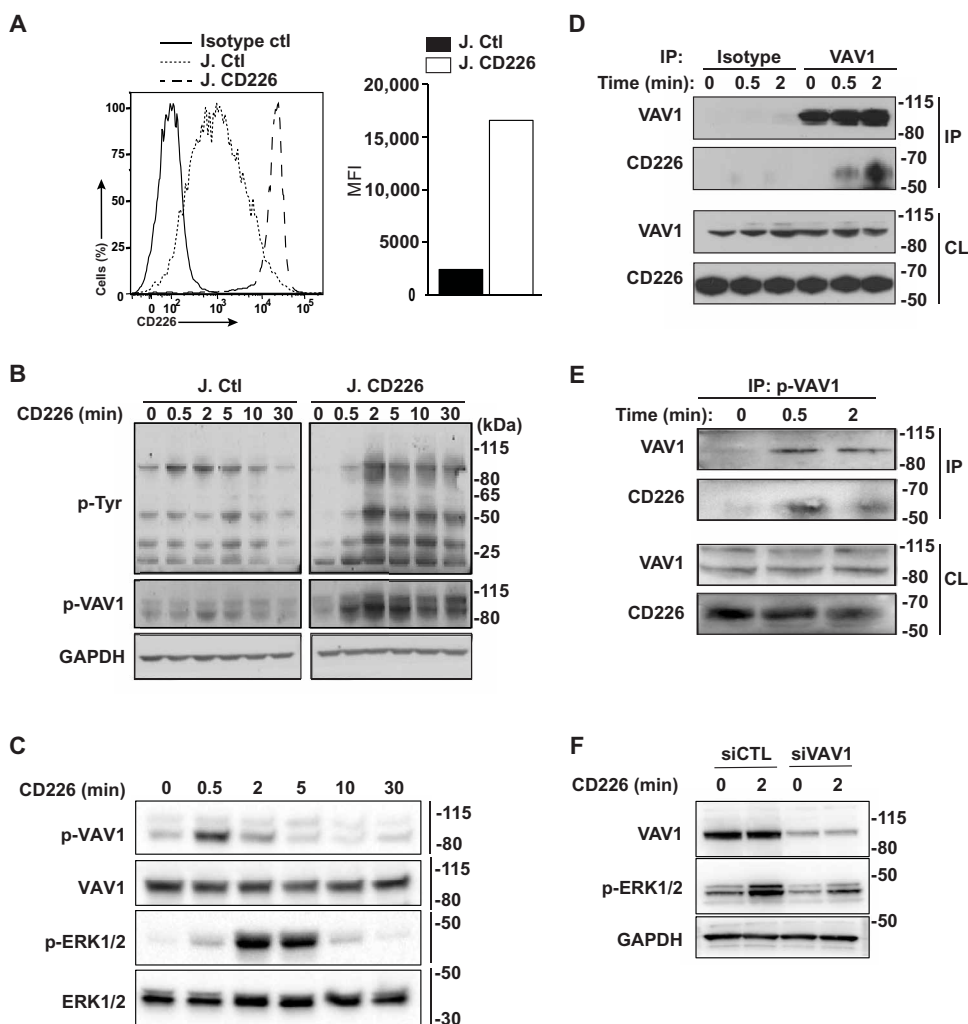 A
Isotype ctl
J. Ctl
J. CD226
100
75
50
25
0
Cells (%)
0 10² 10³ 10⁴ 10⁵
CD226
J. Ctl
J. CD226
20,000
15,000
10,000
5000
0
MFI
B
J. Ctl J. CD226
CD226 (min) 0 0.5 2 5 10 30 0 0.5 2 5 10 30 (kDa)
p-Tyr
-115
-80
-65
-50
-25
p-VAV1
-115
-80
GAPDH
C
CD226 (min) 0 0.5 2 5 10 30
p-VAV1
-115
-80
VAV1
-115
-80
p-ERK1/2
-50
ERK1/2
-50
-30
D
IP: Isotype VAV1
Time (min): 0 0.5 2 0 0.5 2
VAV1
-115
-80
CD226
-70
-50
IP
VAV1
-115
-80
CD226
-70
-50
CL
E
IP: p-VAV1
Time (min): 0 0.5 2
VAV1
-115
-80
CD226
-70
-50
IP
VAV1
-115
-80
CD226
-70
-50
CL
F
siCTL siVAV1
CD226 (min) 0 2 0 2
VAV1
-115
-80
p-ERK1/2
-50
GAPDH
-50